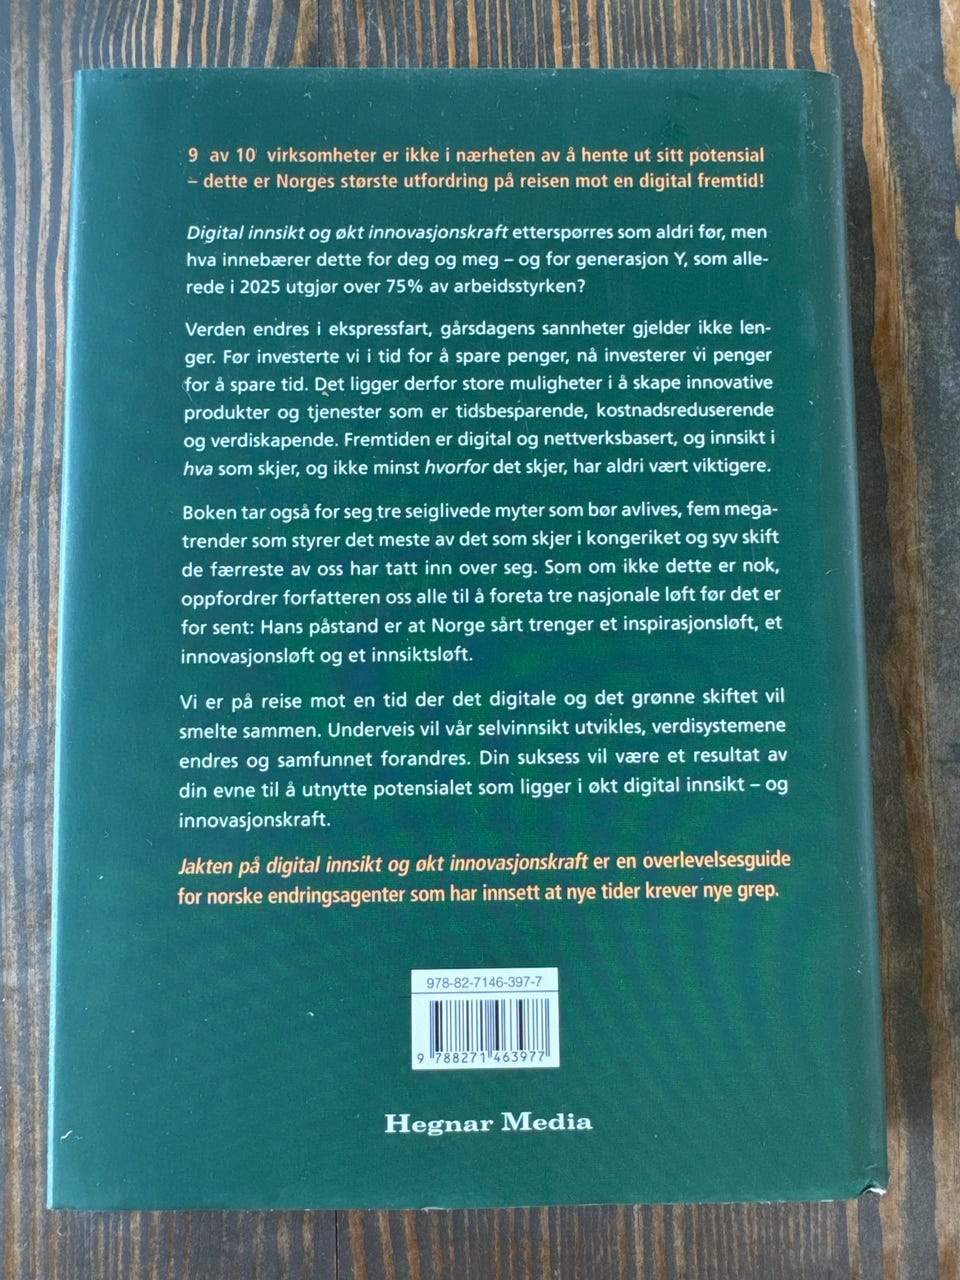 9 av 10 virksomheter er ikke i nærheten av å hente ut sitt potensial
– dette er Norges største utfordring på reisen mot en digital fremtid!
Digital innsikt og økt innovasjonskraft etterspørres som aldri før, men
hva innebærer dette for deg og meg – og for generasjon Y, som alle-
rede i 2025 utgjør over 75% av arbeidsstyrken?
Verden endres i ekspressfart, gårsdagens sannheter gjelder ikke len-
ger. Før investerte vi i tid for å spare penger, nå investerer vi penger
for å spare tid. Det ligger derfor store muligheter i å skape innovative
produkter og tjenester som er tidsbesparende, kostnadsreduserende
og verdiskapende. Fremtiden er digital og nettverksbasert, og innsikt i
hva som skjer, og ikke minst hvorfor det skjer, har aldri vært viktigere.
Boken tar også for seg tre seiglivede myter som bør avlives, fem mega-
trender som styrer det meste av det som skjer i kongeriket og syv skift
de færreste av oss har tatt inn over seg. Som om ikke dette er nok,
oppfordrer forfatteren oss alle til å foreta tre nasjonale løft før det er
for sent: Hans påstand er at Norge sårt trenger et inspirasjonsløft, et
innovasjonsløft og et innsiktsløft.
Vi er på reise mot en tid der det digitale og det grønne skiftet vil
smelte sammen. Underveis vil vår selvinnsikt utvikles, verdisystemene
endres og samfunnet forandres. Din suksess vil være et resultat av
din evne til å utnytte potensialet som ligger i økt digital innsikt – og
innovasjonskraft.
Jakten på digital innsikt og økt innovasjonskraft er en overlevelsesguide
for norske endringsagenter som har innsett at nye tider krever nye grep.
978-82-7146-397-7
9 788271 463977
Hegnar Media